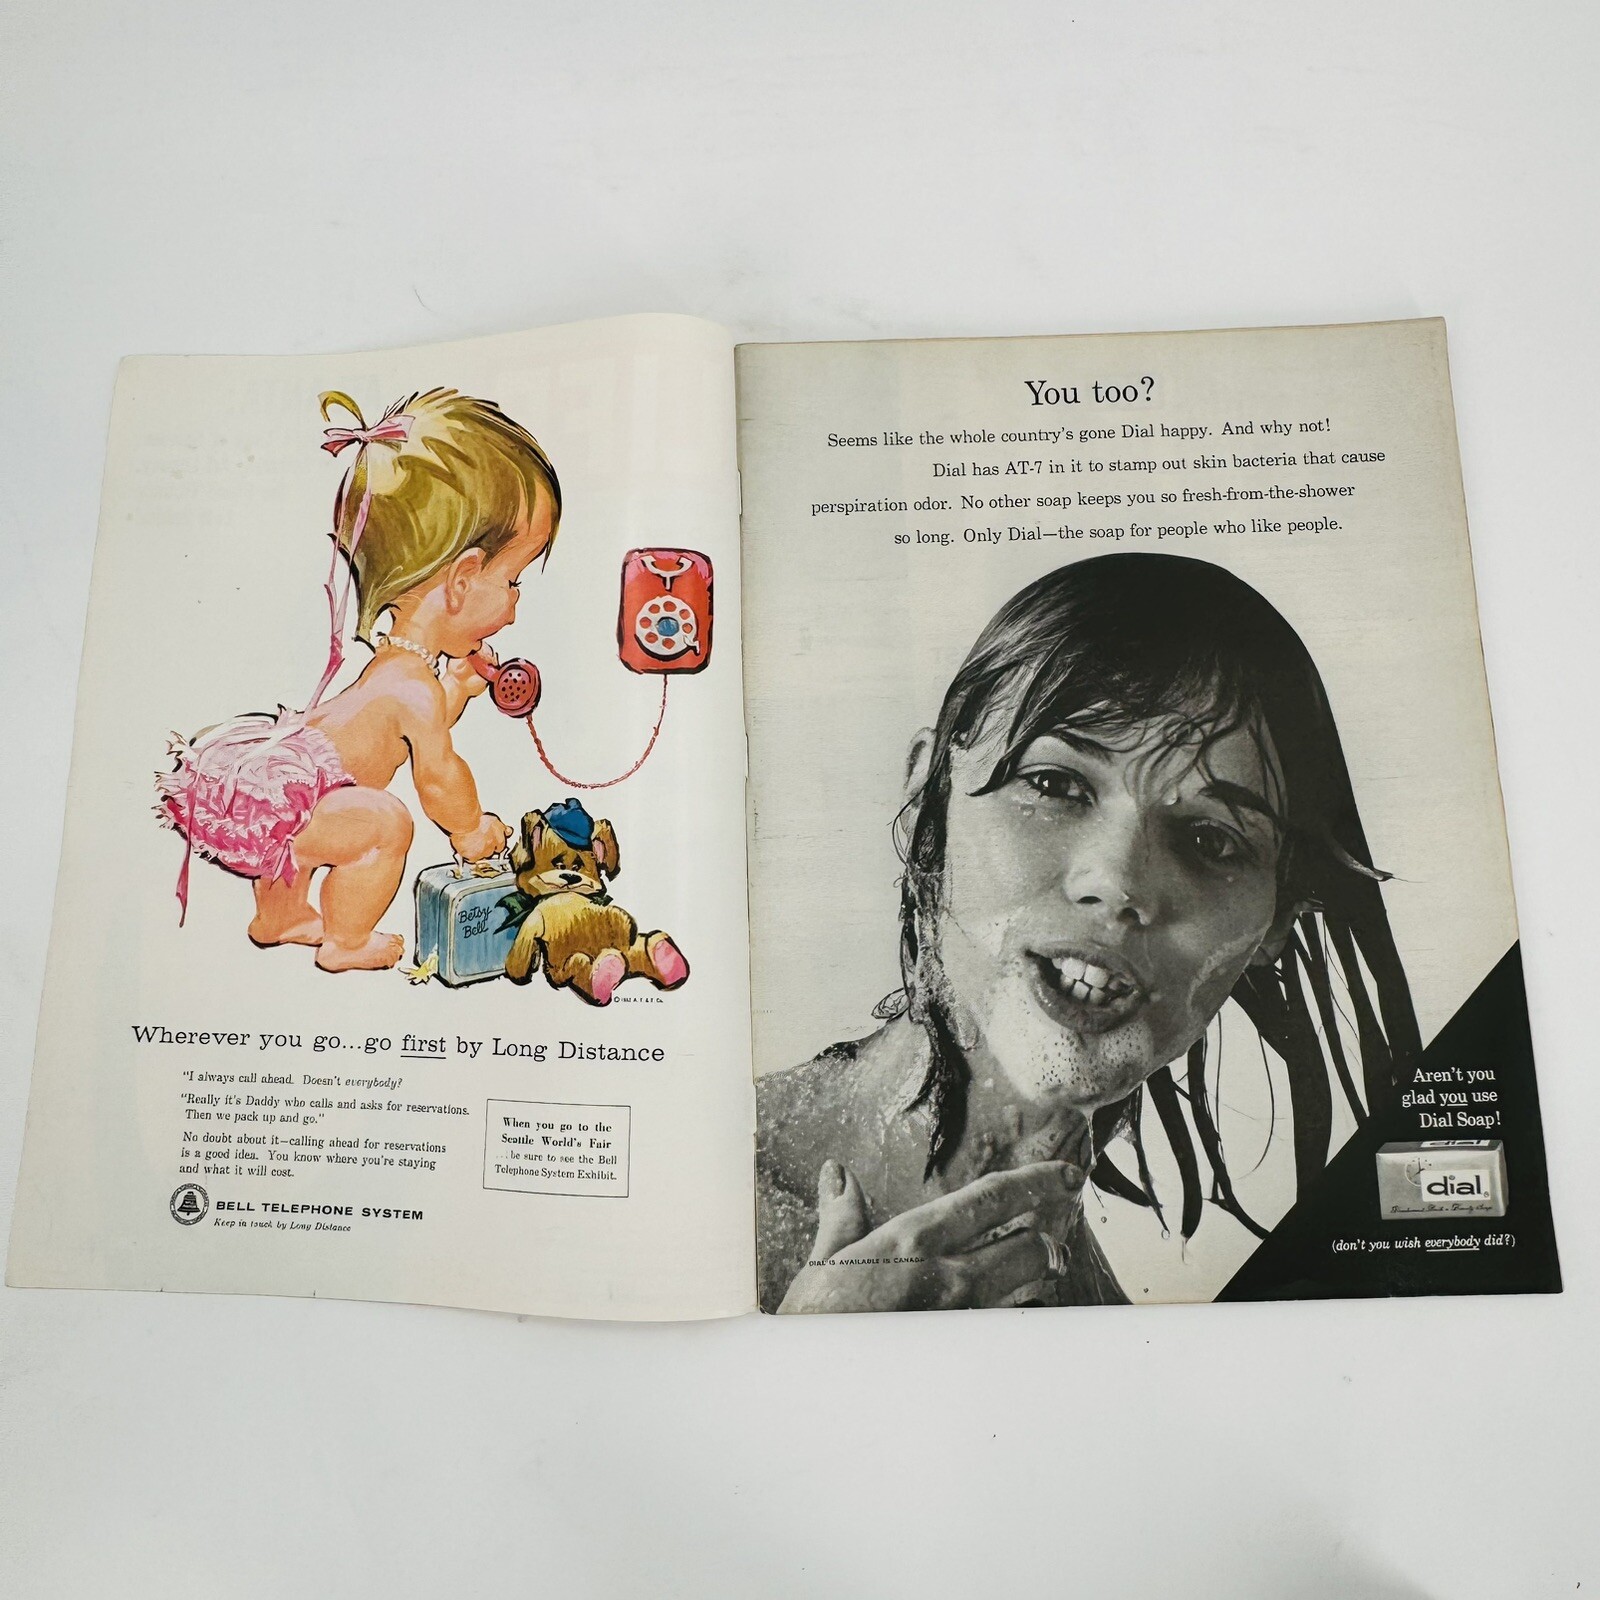 Betsy
Bell
© 1962 A. T. & T. Co.
Wherever you go...go first by Long Distance
"I always call ahead. Doesn't everybody?
"Really it's Daddy who calls and asks for reservations.
Then we pack up and go."
No doubt about it—calling ahead for reservations
is a good idea. You know where you're staying
and what it will cost.
When you go to the
Seattle World's Fair
...be sure to see the Bell
Telephone System Exhibit.
BELL TELEPHONE SYSTEM
Keep in touch by Long Distance
You too?
Seems like the whole country's gone Dial happy. And why not!
Dial has AT-7 in it to stamp out skin bacteria that cause
perspiration odor. No other soap keeps you so fresh-from-the-shower
so long. Only Dial—the soap for people who like people.
Aren't you
glad you use
Dial Soap!
dial
dial
(don't you wish everybody did?)
DIAL IS AVAILABLE IN CANADA